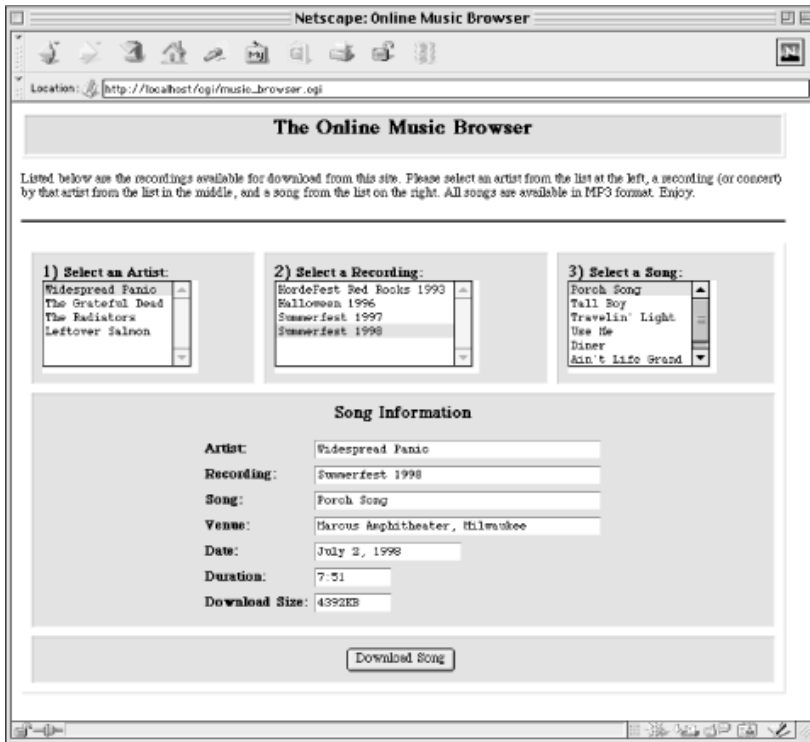 Netscape: Online Music Browser
My
N
Location: http://localhost/cgi/music_browser.cgi
The Online Music Browser
Listed below are the recordings available for download from this site. Please select an artist from the list at the left, a recording (or concert)
by that artist from the list in the middle, and a song from the list on the right. All songs are available in MP3 format. Enjoy.
1) Select an Artist:
Widespread Panic
The Grateful Dead
The Radiators
Leftover Salmon
2) Select a Recording:
HordeFest Red Rocks 1993
Halloween 1996
Summerfest 1997
Summerfest 1998
3) Select a Song:
Porch Song
Tall Boy
Travelin' Light
Use Me
Diner
Ain't Life Grand
Song Information
Artist: Widespread Panic
Recording: Summerfest 1998
Song: Porch Song
Venue: Marcus Amphitheater, Milwaukee
Date: July 2, 1998
Duration: 7:51
Download Size: 4392KB
Download Song